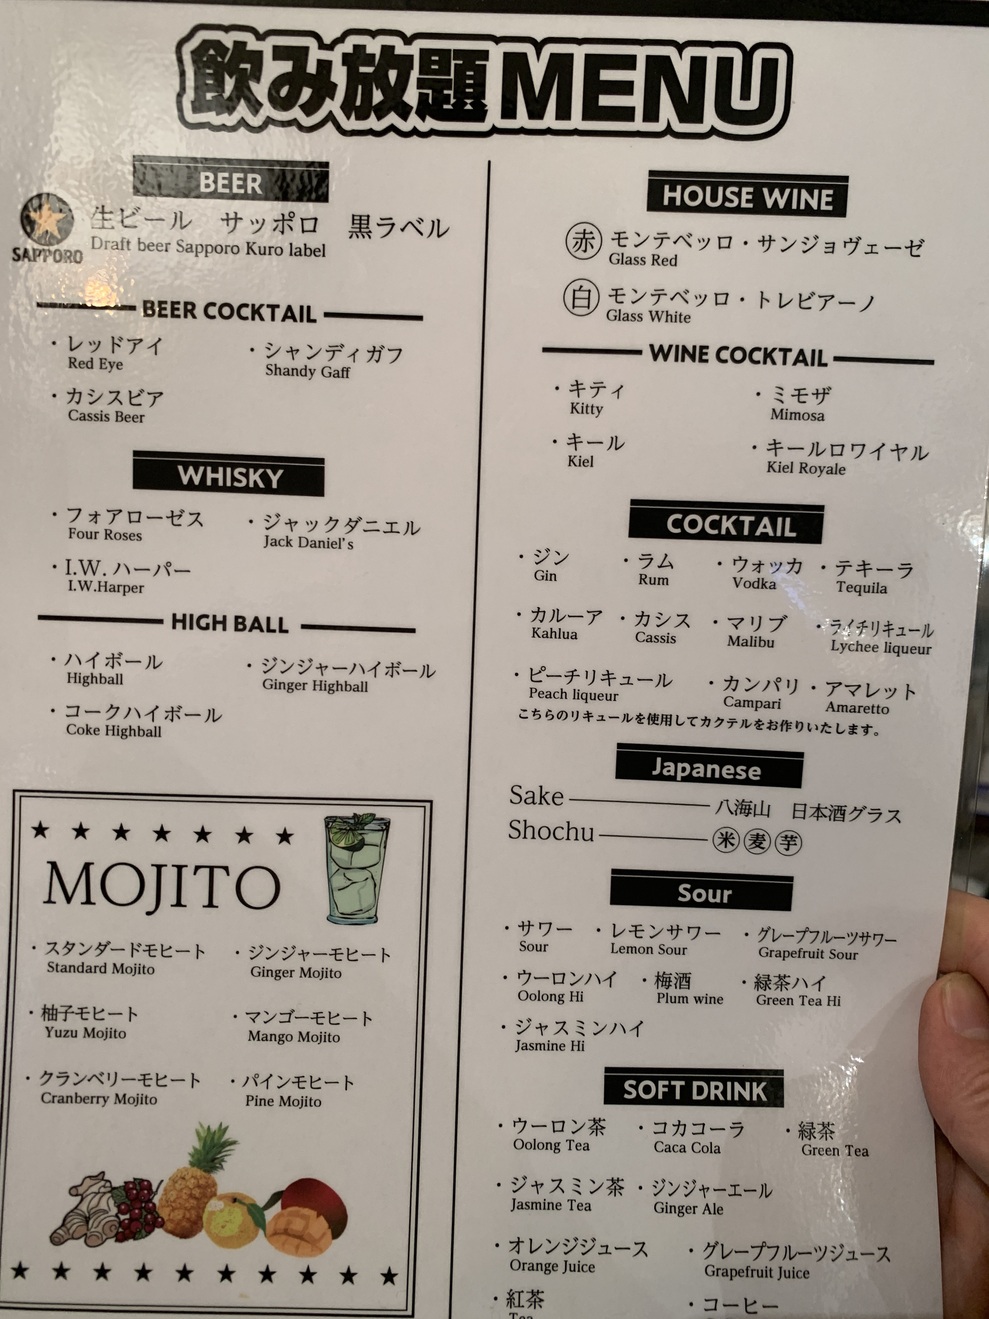 飲み放題MENU
BEER
SAPPORO
生ビール　サッポロ　黒ラベル
Draft beer Sapporo Kuro label
BEER COCKTAIL
・レッドアイ ・シャンディガフ
Red Eye Shandy Gaff
・カシスビア
Cassis Beer
WHISKY
・フォアローゼス ・ジャックダニエル
Four Roses Jack Daniel's
・I.W. ハーパー
I.W.Harper
HIGH BALL
・ハイボール ・ジンジャーハイボール
Highball Ginger Highball
・コークハイボール
Coke Highball
MOJITO
・スタンダードモヒート ・ジンジャーモヒート
Standard Mojito Ginger Mojito
・柚子モヒート ・マンゴーモヒート
Yuzu Mojito Mango Mojito
・クランベリーモヒート ・パインモヒート
Cranberry Mojito Pine Mojito
HOUSE WINE
赤 モンテベッロ・サンジョヴェーゼ
Glass Red
白 モンテベッロ・トレビアーノ
Glass White
WINE COCKTAIL
・キティ ・ミモザ
Kitty Mimosa
・キール ・キールロワイヤル
Kiel Kiel Royale
COCKTAIL
・ジン ・ラム ・ウォッカ ・テキーラ
Gin Rum Vodka Tequila
・カルーア ・カシス ・マリブ ・ライチリキュール
Kahlua Cassis Malibu Lychee liqueur
・ピーチリキュール ・カンパリ ・アマレット
Peach liqueur Campari Amaretto
こちらのリキュールを使用してカクテルをお作りいたします。
Japanese
Sake 八海山　日本酒グラス
Shochu 米 麦 芋
Sour
・サワー ・レモンサワー ・グレープフルーツサワー
Sour Lemon Sour Grapefruit Sour
・ウーロンハイ ・梅酒 ・緑茶ハイ
Oolong Hi Plum wine Green Tea Hi
・ジャスミンハイ
Jasmine Hi
SOFT DRINK
・ウーロン茶 ・コカコーラ ・緑茶
Oolong Tea Caca Cola Green Tea
・ジャスミン茶 ・ジンジャーエール
Jasmine Tea Ginger Ale
・オレンジジュース ・グレープフルーツジュース
Orange Juice Grapefruit Juice
・紅茶 ・コーヒー
Tea